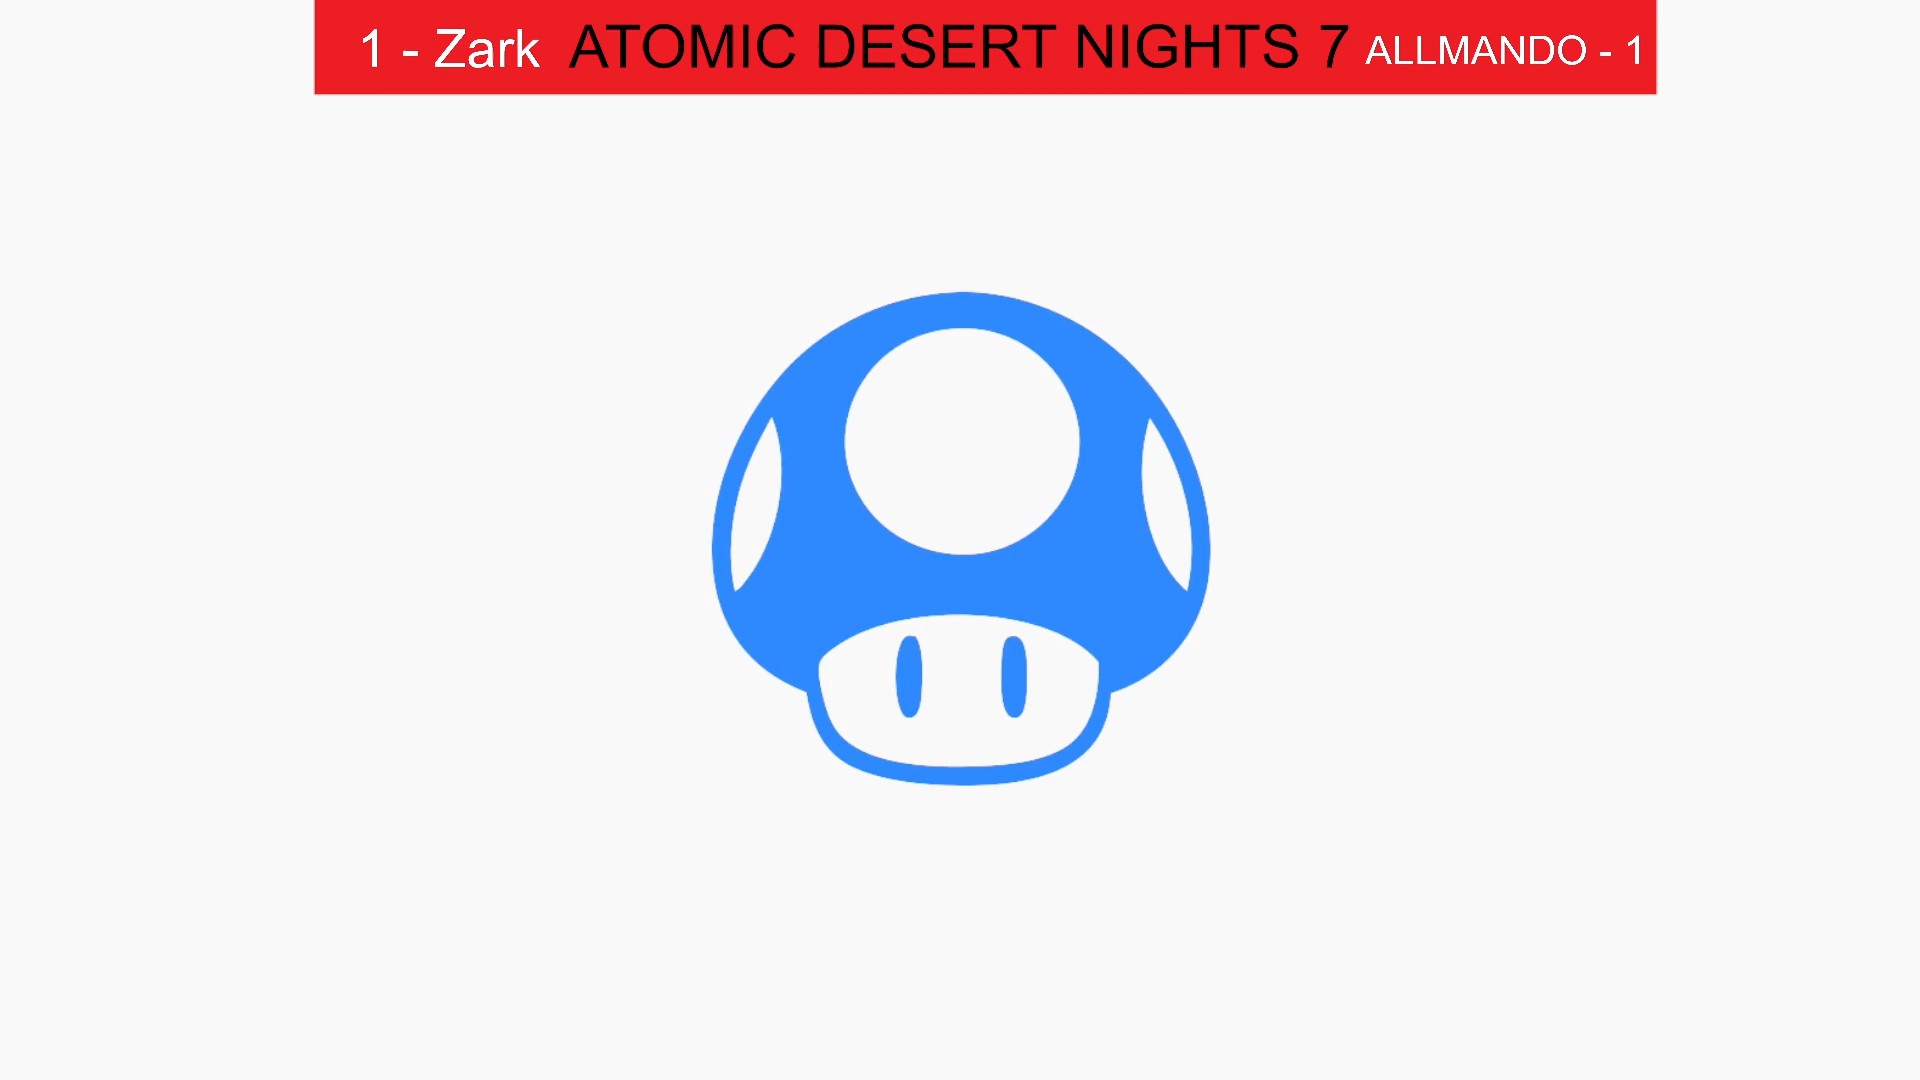 1 - Zark ATOMIC DESERT NIGHTS 7 ALLMANDO - 1